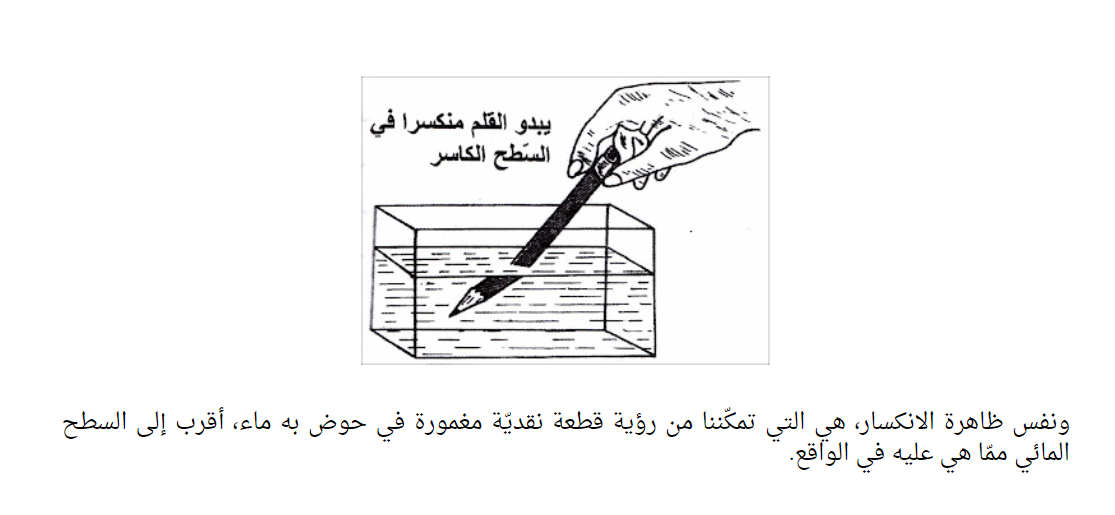 يبدو القلم منكسرا في
السّطح الكاسر
ونفس ظاهرة الانكسار، هي التي تمكّننا من رؤية قطعة نقديّة مغمورة في حوض به ماء، أقرب إلى السطح
المائي ممّا هي عليه في الواقع.